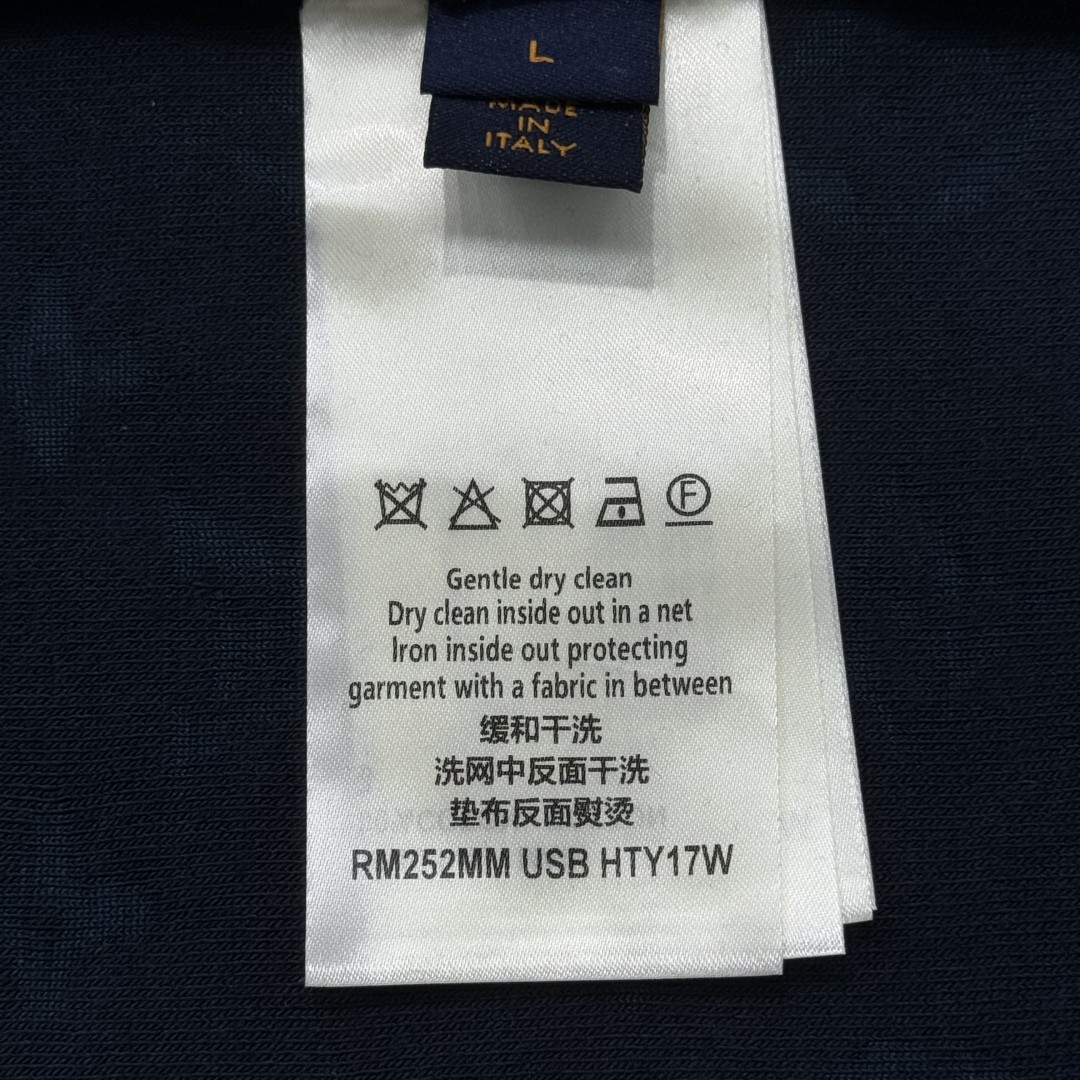 L
MADE
IN
ITALY
F
Gentle dry clean
Dry clean inside out in a net
Iron inside out protecting
garment with a fabric in between
缓和干洗
洗网中反面干洗
垫布反面熨烫
RM252MM USB HTY17W